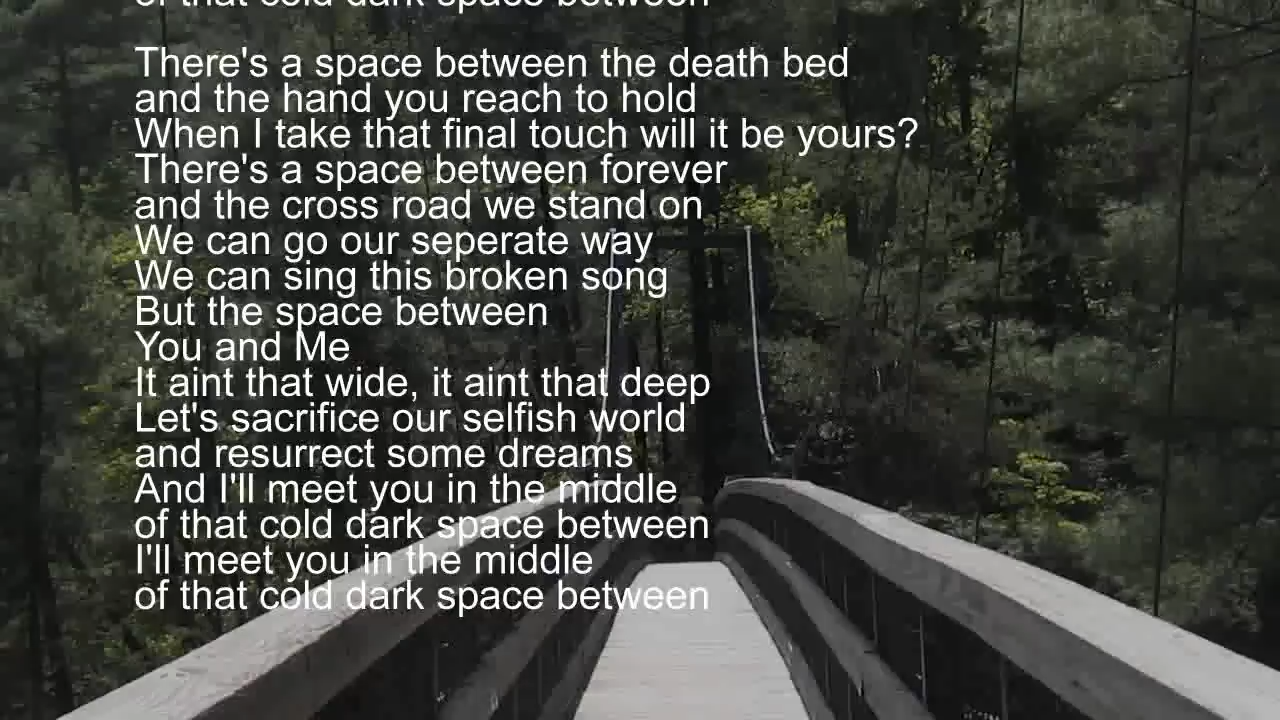 of that cold dark space between
There's a space between the death bed
and the hand you reach to hold
When I take that final touch will it be yours?
There's a space between forever
and the cross road we stand on
We can go our seperate way
We can sing this broken song
But the space between
You and Me
It aint that wide, it aint that deep
Let's sacrifice our selfish world
and resurrect some dreams
And I'll meet you in the middle
of that cold dark space between
I'll meet you in the middle
of that cold dark space between